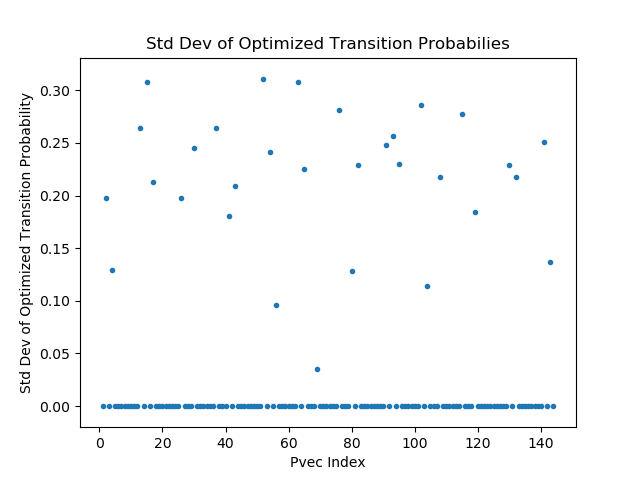 Std Dev of Optimized Transition Probabilies
Std Dev of Optimized Transition Probability
0.30
0.25
0.20
0.15
0.10
0.05
0.00
0 20 40 60 80 100 120 140
Pvec Index